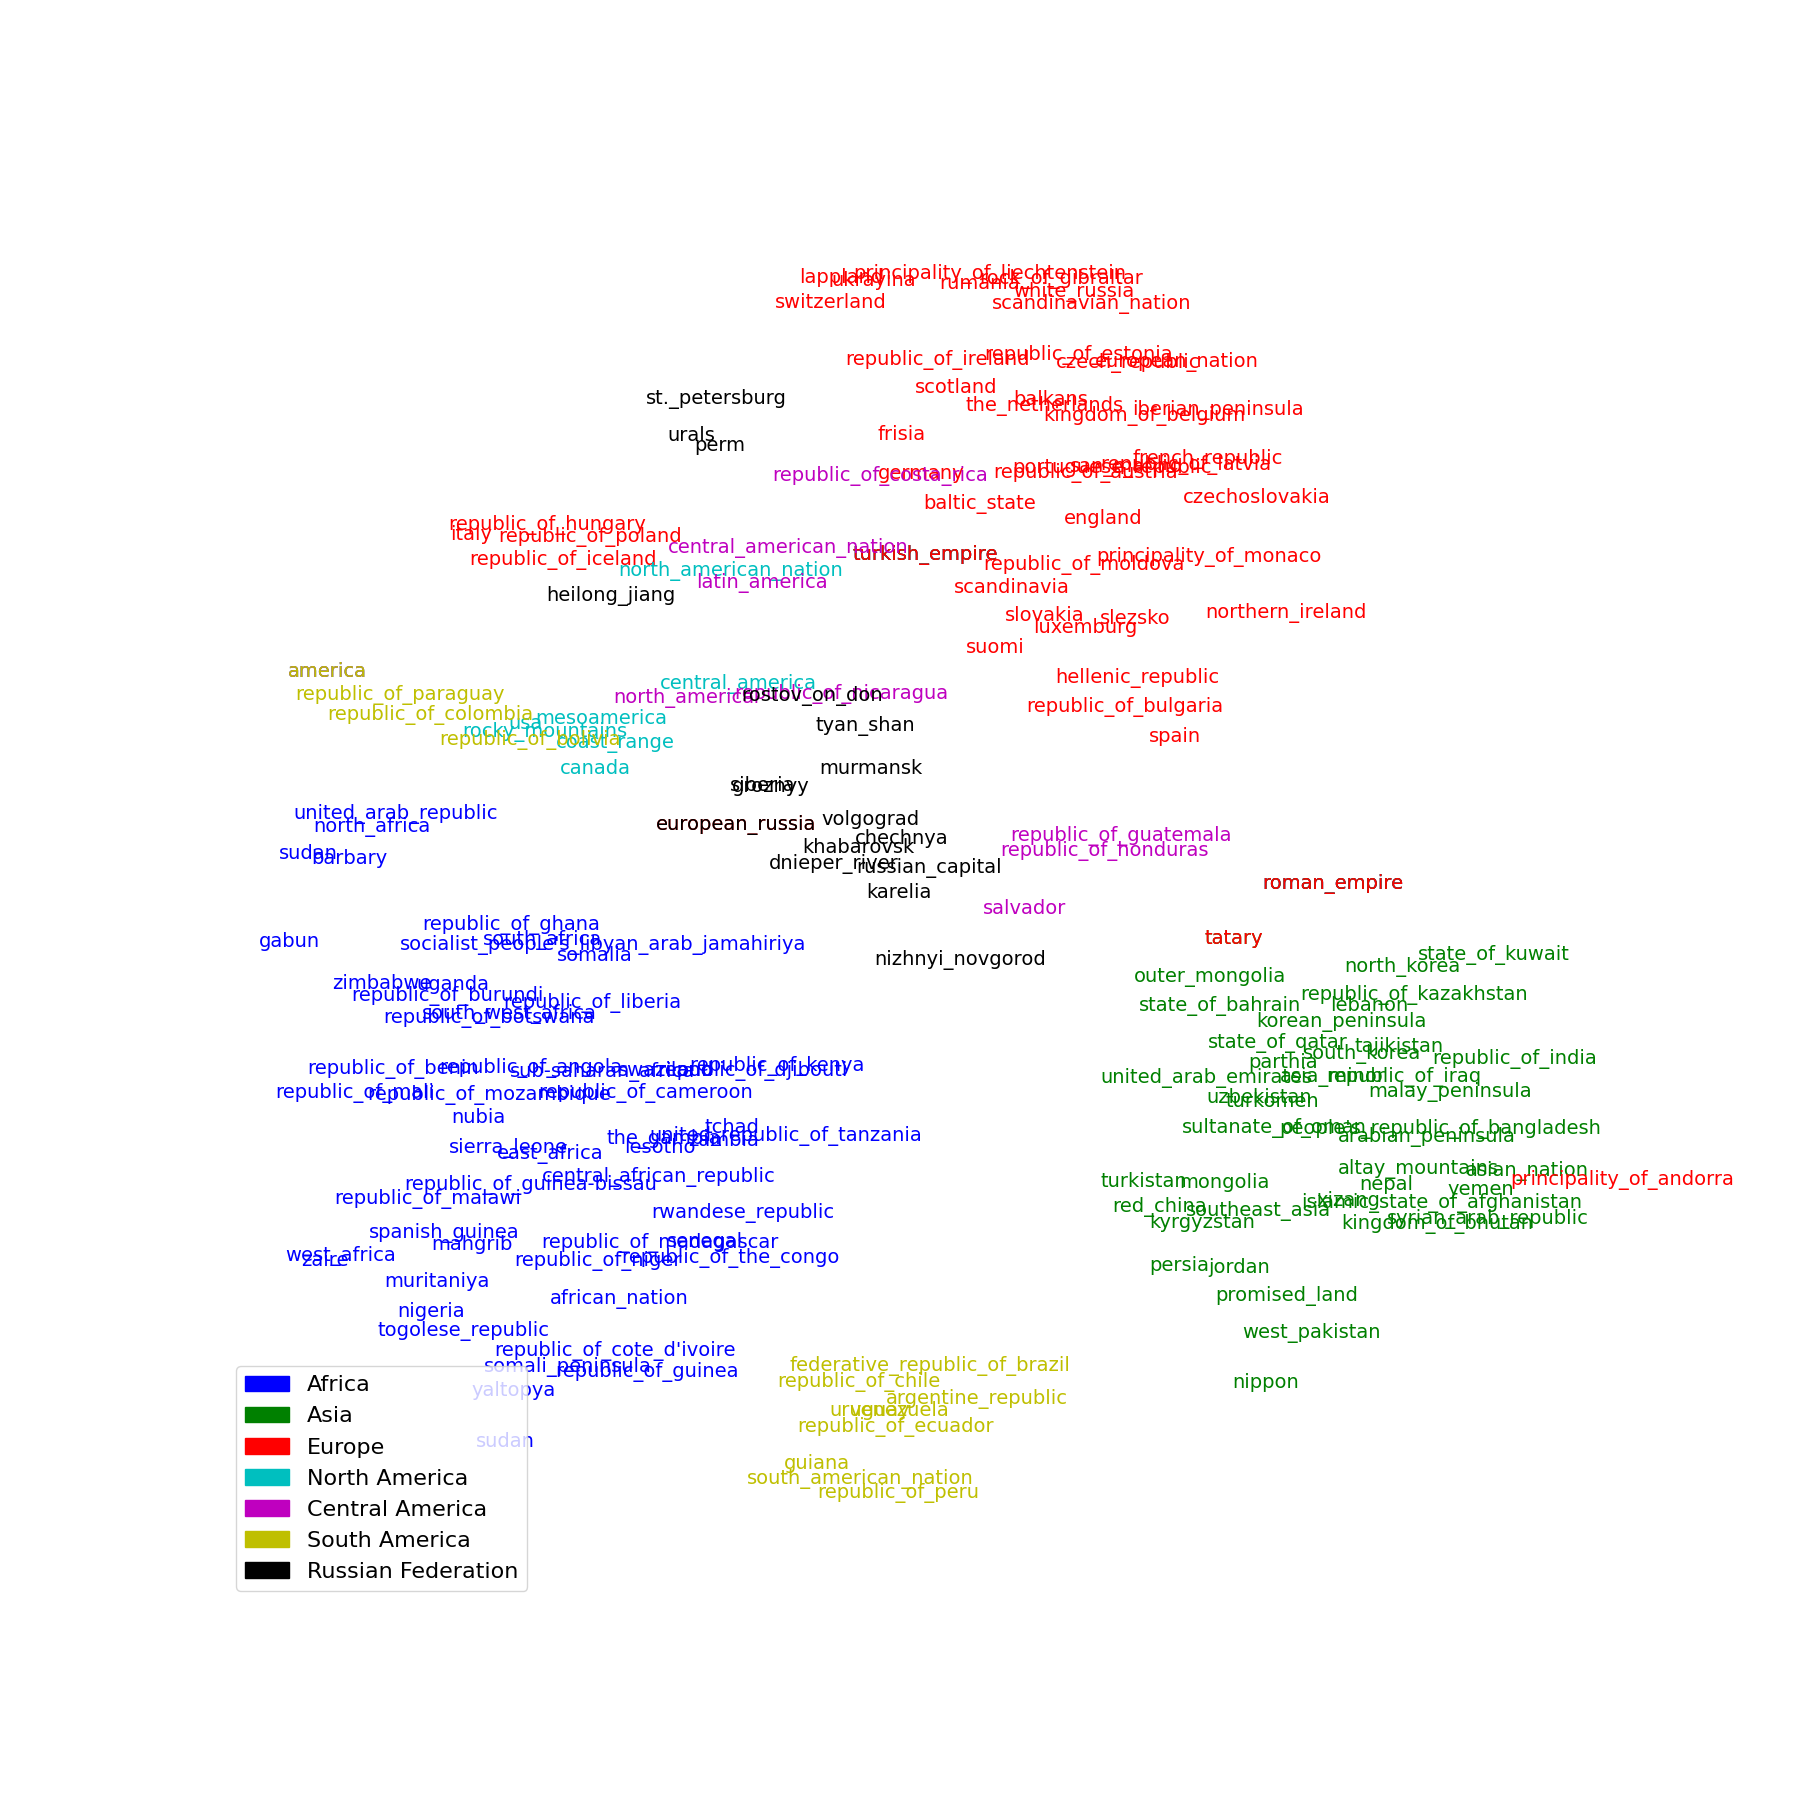 principality_of_liechtenstein
lappland
ukrayina
rumania
rock_of_gibraltar
white_russia
switzerland
scandinavian_nation
republic_of_ireland
republic_of_estonia
czech_republic
european_nation
scotland
st._petersburg
balkans
the_netherlands
iberian_peninsula
kingdom_of_belgium
urals
frisia
perm
french_republic
portuguese_republic
republic_of_latvia
republic_of_costa_rica
germany
republic_of_austria
baltic_state
czechoslovakia
england
republic_of_hungary
italy
republic_of_poland
central_american_nation
turkish_empire
principality_of_monaco
republic_of_iceland
republic_of_moldova
north_american_nation
latin_america
scandinavia
heilong_jiang
slovakia
slezsko
northern_ireland
luxemburg
suomi
america
hellenic_republic
central_america
republic_of_paraguay
north_american
republic_of_nicaragua
rostov_on_don
republic_of_bulgaria
republic_of_colombia
usa
mesoamerica
tyan_shan
rocky_mountains
republic_of_bolivia
coast_range
spain
canada
murmansk
siberia
groznyy
united_arab_republic
north_africa
european_russia
volgograd
chechnya
republic_of_guatemala
khabarovsk
republic_of_honduras
sudan
barbary
dnieper_river
russian_capital
karelia
roman_empire
salvador
republic_of_ghana
gabun
south_africa
socialist_people's_libyan_arab_jamahiriya
somalia
tatary
nizhnyi_novgorod
state_of_kuwait
north_korea
outer_mongolia
zimbabwe
uganda
republic_of_burundi
republic_of_liberia
republic_of_kazakhstan
state_of_bahrain
lebanon
south_west_africa
republic_of_botswana
korean_peninsula
state_of_qatar
tajikistan
south_korea
republic_of_india
parthia
republic_of_benin
republic_of_angola
sub-saharan_africa
swaziland
republic_of_djibouti
republic_of_kenya
united_arab_emirates
asia_minor
republic_of_iraq
republic_of_mali
republic_of_mozambique
republic_of_cameroon
uzbekistan
turkomen
malay_peninsula
nubia
tchad
united_republic_of_tanzania
the_gambia
zambia
sultanate_of_oman
people's_republic_of_bangladesh
arabian_peninsula
sierra_leone
east_africa
lesotho
central_african_republic
altay_mountains
asian_nation
principality_of_andorra
republic_of_guinea-bissau
turkistan
mongolia
nepal
yemen
republic_of_malawi
red_china
southeast_asia
xizang
islamic_state_of_afghanistan
rwandese_republic
kyrgyzstan
kingdom_of_bhutan
syrian_arab_republic
spanish_guinea
mahgrib
republic_of_madagascar
senegal
west_africa
zaire
republic_of_niger
republic_of_the_congo
persia
jordan
muritaniya
african_nation
promised_land
nigeria
togolese_republic
west_pakistan
republic_of_cote_d'ivoire
somali_peninsula
republic_of_guinea
federative_republic_of_brazil
republic_of_chile
nippon
yaltopya
argentine_republic
uruguay
venezuela
republic_of_ecuador
sudan
guiana
south_american_nation
republic_of_peru
Africa
Asia
Europe
North America
Central America
South America
Russian Federation